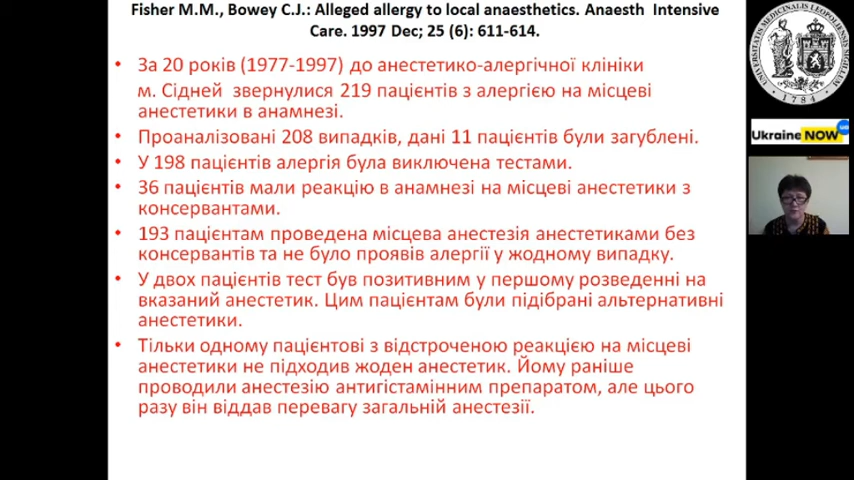 Fisher M.M., Bowey C.J.: Alleged allergy to local anaesthetics. Anaesth Intensive
Care. 1997 Dec; 25 (6): 611-614.
• За 20 років (1977-1997) до анестетико-алергічної клініки
м. Сідней звернулися 219 пацієнтів з алергією на місцеві
анестетики в анамнезі.
• Проаналізовані 208 випадків, дані 11 пацієнтів були загублені.
• У 198 пацієнтів алергія була виключена тестами.
• 36 пацієнтів мали реакцію в анамнезі на місцеві анестетики з
консервантами.
• 193 пацієнтам проведена місцева анестезія анестетиками без
консервантів та не було проявів алергії у жодному випадку.
• У двох пацієнтів тест був позитивним у першому розведенні на
вказаний анестетик. Цим пацієнтам були підібрані альтернативні
анестетики.
• Тільки одному пацієнтові з відстроченою реакцією на місцеві
анестетики не підходив жоден анестетик. Йому раніше
проводили анестезію антигістамінним препаратом, але цього
разу він віддав перевагу загальній анестезії.
UNIVERSITATIS MEDICINALIS LEOPOLIENSIS SIGILLUM
1784
Ukraine NOW